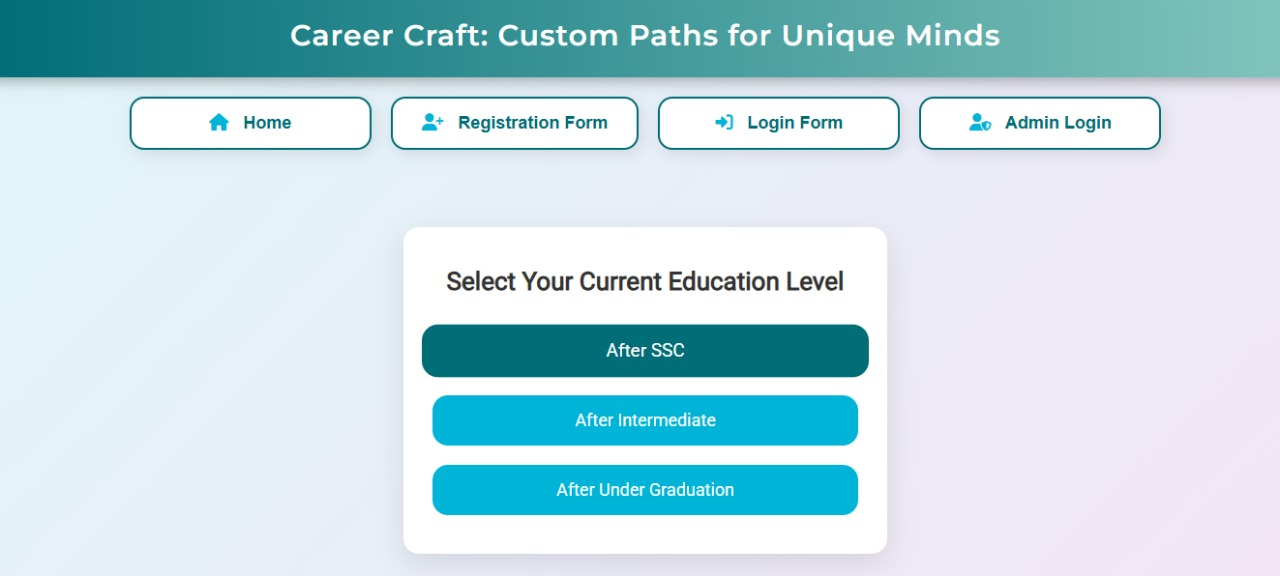 Career Craft: Custom Paths for Unique Minds
Home
Registration Form
Login Form
Admin Login
Select Your Current Education Level
After SSC
After Intermediate
After Under Graduation